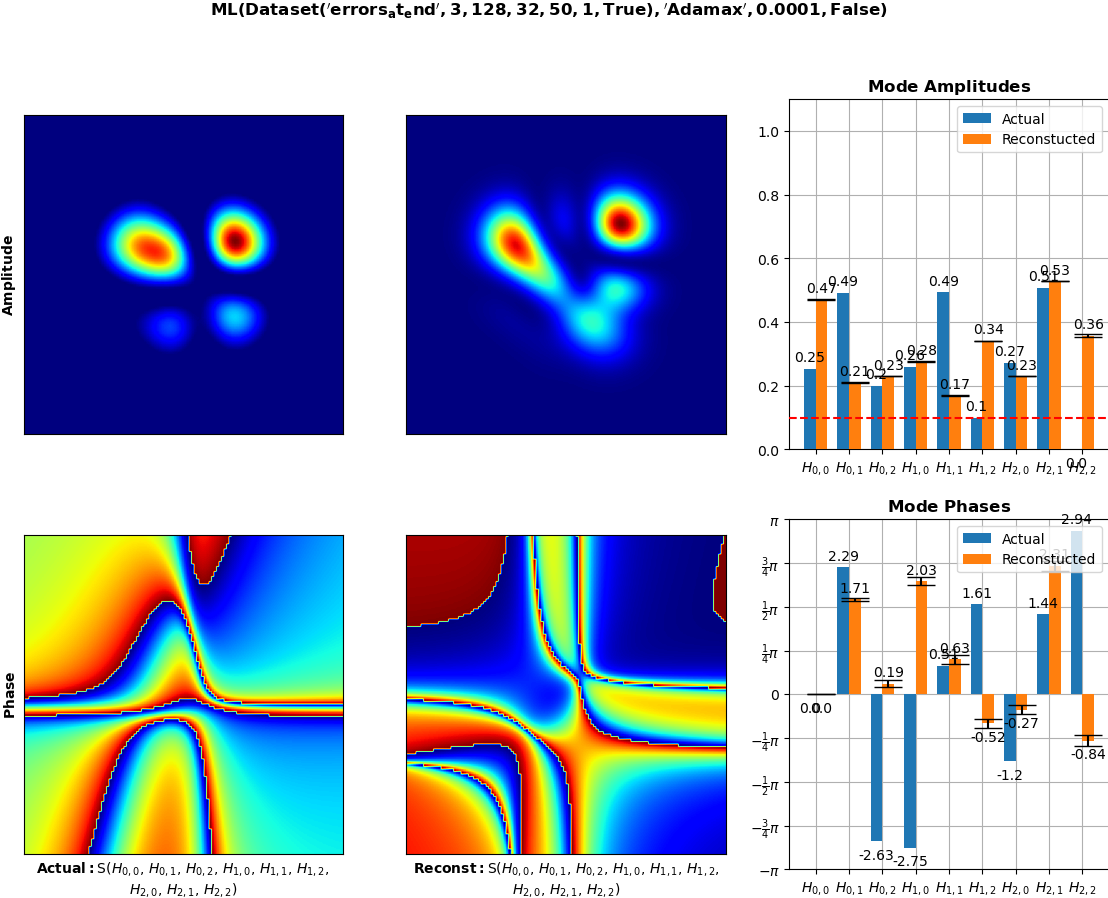 ML(Dataset('errorsₐtₑnd', 3, 128, 32, 50, 1, True), 'Adamax', 0.0001, False)
Amplitude
Mode Amplitudes
Actual
Reconstucted
1.0
0.8
0.6
0.4
0.2
0.0
0.25
0.47
0.49
0.21
0.2
0.23
0.26
0.28
0.49
0.17
0.1
0.34
0.27
0.23
0.51
0.53
0.0
0.36
H0,0 H0,1 H0,2 H1,0 H1,1 H1,2 H2,0 H2,1 H2,2
Phase
Actual: S(H0,0, H0,1, H0,2, H1,0, H1,1, H1,2,
H2,0, H2,1, H2,2)
Reconst: S(H0,0, H0,1, H0,2, H1,0, H1,1, H1,2,
H2,0, H2,1, H2,2)
Mode Phases
Actual
Reconstucted
π
3/4π
1/2π
1/4π
0
−1/4π
−1/2π
−3/4π
−π
0.0
0.0
2.29
1.71
-2.63
0.19
-2.75
2.03
0.63
1.61
-0.52
-1.2
-0.27
1.44
2.94
-0.84
H0,0 H0,1 H0,2 H1,0 H1,1 H1,2 H2,0 H2,1 H2,2